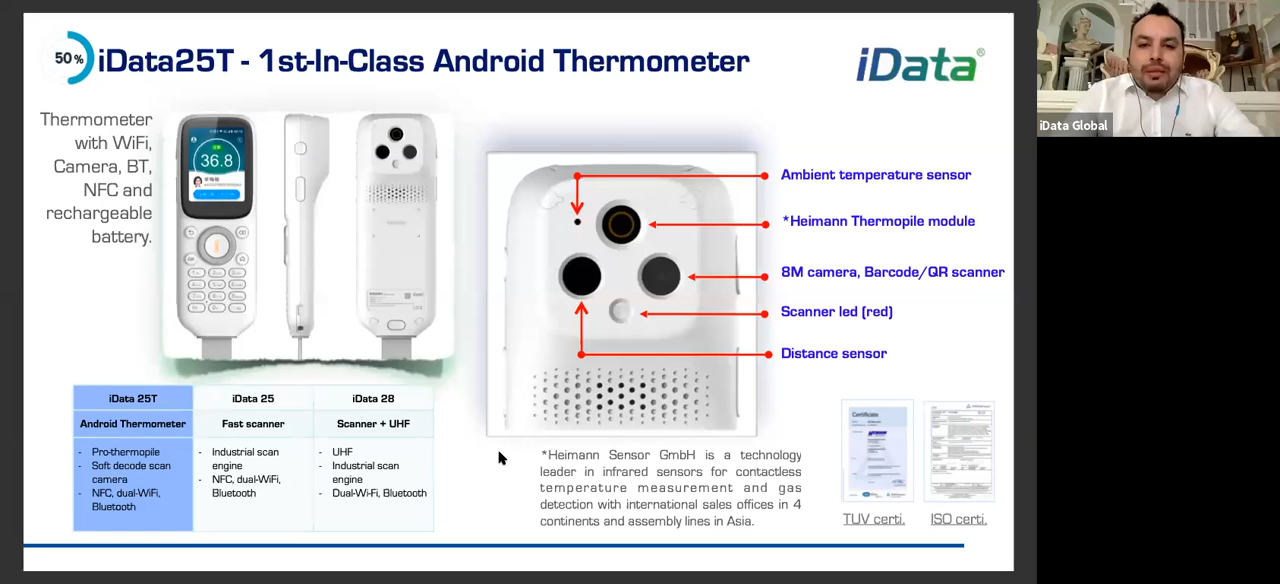 50 %
iData25T - 1st-In-Class Android Thermometer
iData®
iData Global
Thermometer
with WiFi,
Camera, BT,
NFC and
rechargeable
battery.
36.8
Ambient temperature sensor
*Heimann Thermopile module
8M camera, Barcode/QR scanner
Scanner led (red)
Distance sensor
iData 25T
iData 25
iData 28
Android Thermometer
Fast scanner
Scanner + UHF
- Pro-thermopile
- Soft decode scan
camera
- NFC, dual-WiFi,
Bluetooth
- Industrial scan
engine
- NFC, dual-WiFi,
Bluetooth
- UHF
- Industrial scan
engine
- Dual-Wi-Fi, Bluetooth
*Heimann Sensor GmbH is a technology
leader in infrared sensors for contactless
temperature measurement and gas
detection with international sales offices in 4
continents and assembly lines in Asia.
Certificate
TUV certi.
ISO certi.